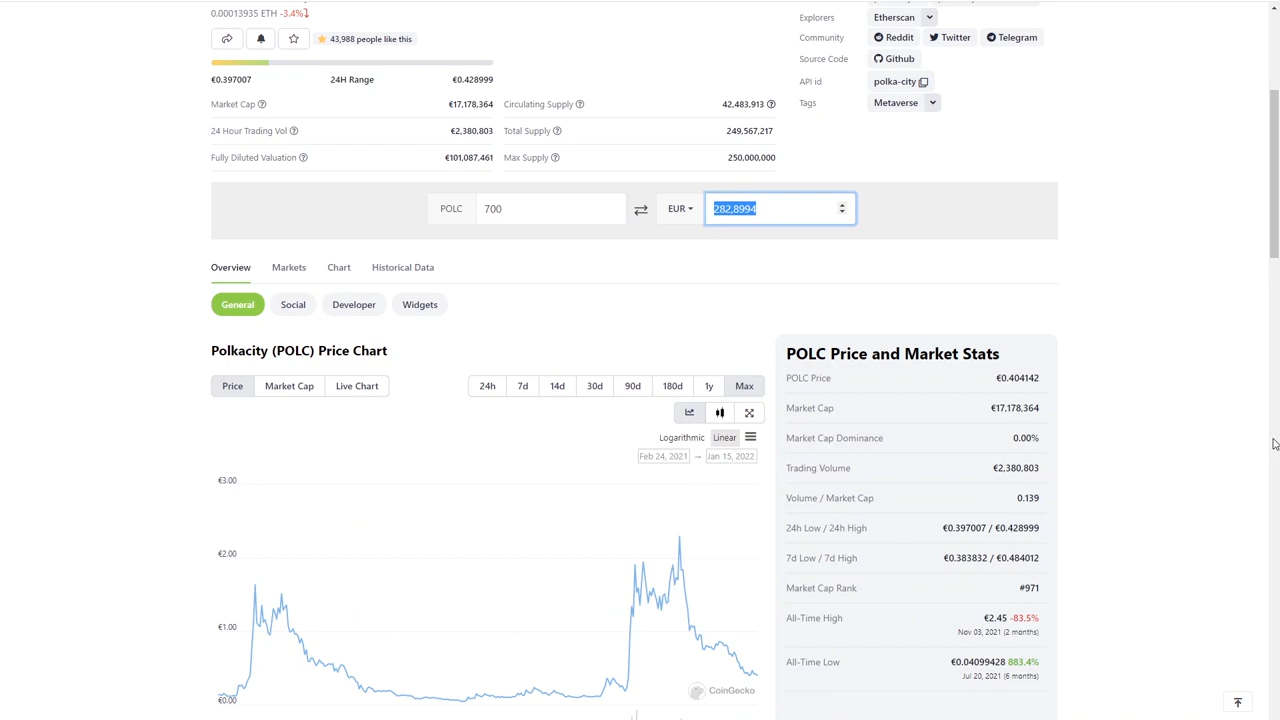 0.00013935 ETH -3.4%
43,988 people like this
€0.397007 24H Range €0.428999
Market Cap €17,178,364
24 Hour Trading Vol €2,380,803
Fully Diluted Valuation €101,087,461
Circulating Supply 42,483,913
Total Supply 249,567,217
Max Supply 250,000,000
Explorers Etherscan
Community Reddit Twitter Telegram
Source Code Github
API id polka-city
Tags Metaverse
POLC 700 EUR 282,8994
Overview Markets Chart Historical Data
General Social Developer Widgets
Polkacity (POLC) Price Chart
Price Market Cap Live Chart
24h 7d 14d 30d 90d 180d 1y Max
Logarithmic Linear
Feb 24, 2021 → Jan 15, 2022
€3.00
€2.00
€1.00
€0.00
CoinGecko
POLC Price and Market Stats
POLC Price €0.404142
Market Cap €17,178,364
Market Cap Dominance 0.00%
Trading Volume €2,380,803
Volume / Market Cap 0.139
24h Low / 24h High €0.397007 / €0.428999
7d Low / 7d High €0.383832 / €0.484012
Market Cap Rank #971
All-Time High €2.45 -83.5%
Nov 03, 2021 (2 months)
All-Time Low €0.04099428 883.4%
Jul 20, 2021 (6 months)